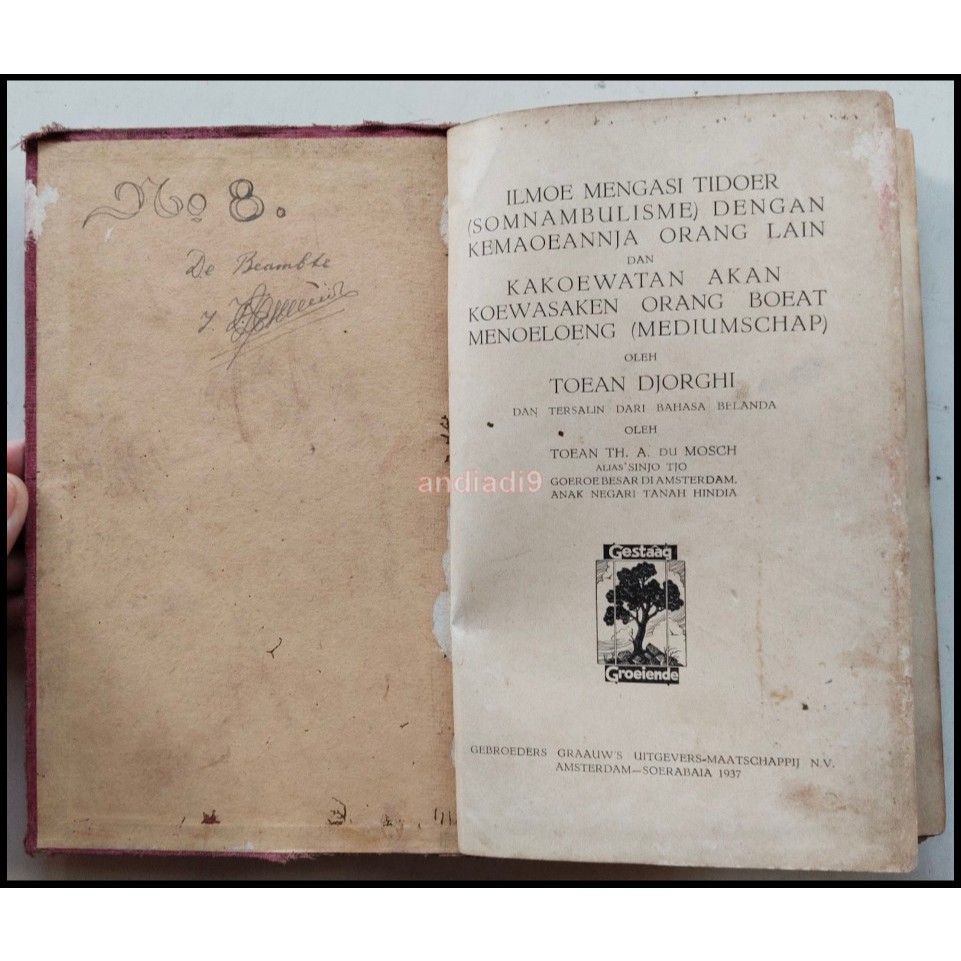 No 8.
De Beambte
ILMOE MENGASI TIDOER
(SOMNAMBULISME) DENGAN
KEMAOEANNJA ORANG LAIN
DAN
KAKOEWATAN AKAN
KOEWASAKEN ORANG BOEAT
MENOELOENG (MEDIUMSCHAP)
OLEH
TOEAN DJORGHI
DAN TERSALIN DARI BAHASA BELANDA
OLEH
TOEAN TH. A. DU MOSCH
ALIAS SINJO TJO
GOEROE BESAR DI AMSTERDAM,
ANAK NEGARI TANAH HINDIA
andiadi9
Gestaag
Groeiende
GEBROEDERS GRAAUW'S UITGEVERS-MAATSCHAPPIJ N.V.
AMSTERDAM—SOERABAIA 1937